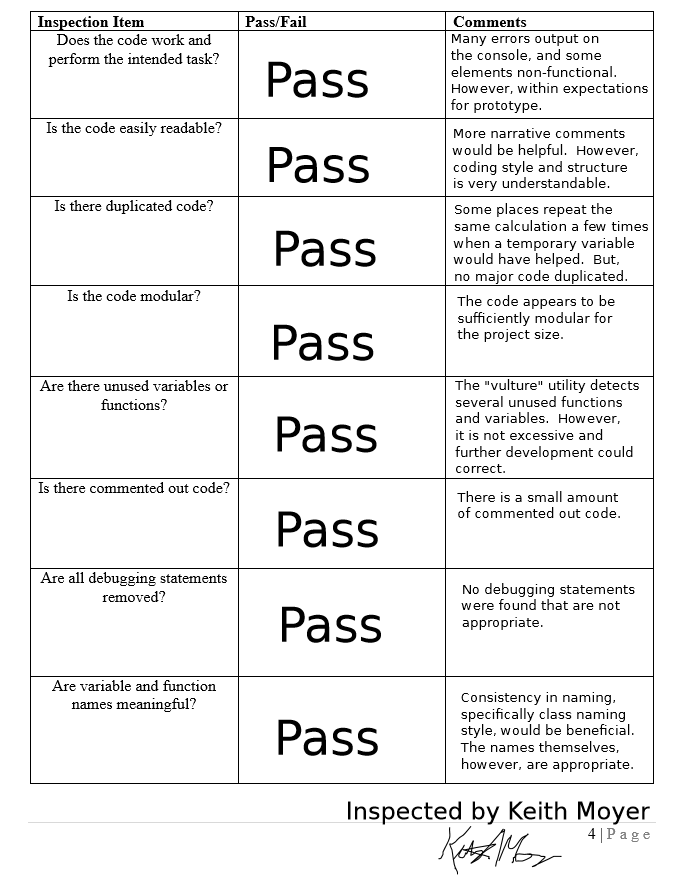 Inspection Item Pass/Fail Comments
Does the code work and
perform the intended task?
Pass
Many errors output on
the console, and some
elements non-functional.
However, within expectations
for prototype.
Is the code easily readable?
Pass
More narrative comments
would be helpful. However,
coding style and structure
is very understandable.
Is there duplicated code?
Pass
Some places repeat the
same calculation a few times
when a temporary variable
would have helped. But,
no major code duplicated.
Is the code modular?
Pass
The code appears to be
sufficiently modular for
the project size.
Are there unused variables or
functions?
Pass
The "vulture" utility detects
several unused functions
and variables. However,
it is not excessive and
further development could
correct.
Is there commented out code?
Pass
There is a small amount
of commented out code.
Are all debugging statements
removed?
Pass
No debugging statements
were found that are not
appropriate.
Are variable and function
names meaningful?
Pass
Consistency in naming,
specifically class naming
style, would be beneficial.
The names themselves,
however, are appropriate.
Inspected by Keith Moyer
4 | Page